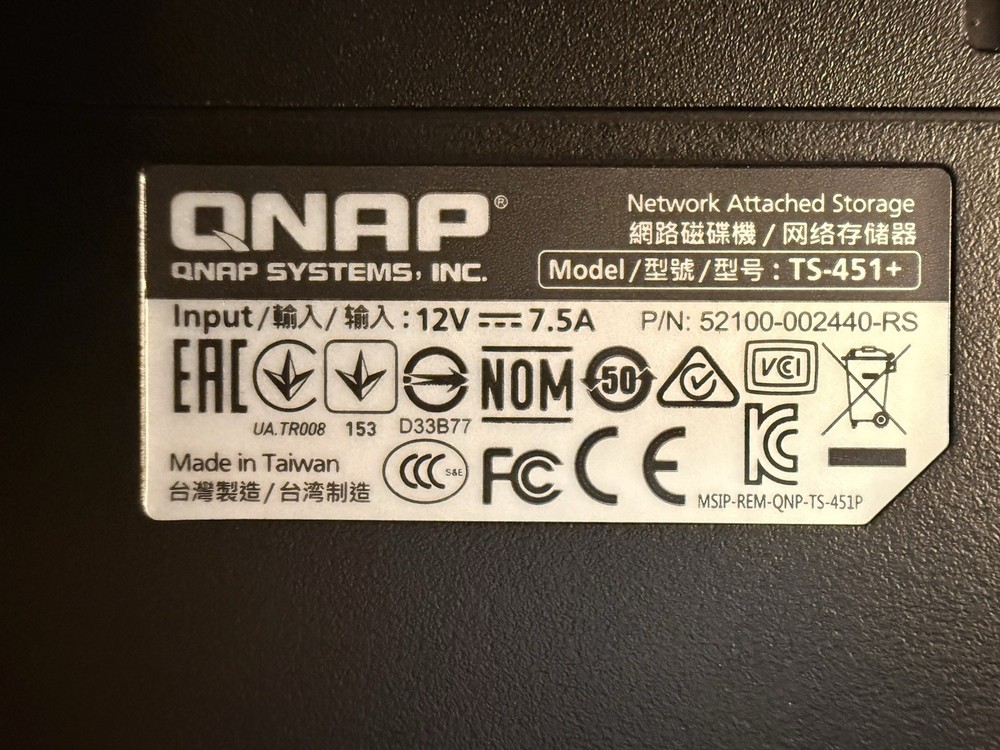 QNAP®
QNAP SYSTEMS, INC.
Network Attached Storage
網路磁碟機 / 网络存储器
Model / 型號 / 型号 : TS-451+
Input / 輸入 / 输入 : 12V ⎓ 7.5A
P/N: 52100-002440-RS
EAC
UA.TR008
153
D33B77
NOM
50
VCI
Made in Taiwan
台灣製造 / 台湾制造
CCC S&E
FC
CE
KC
MSIP-REM-QNP-TS-451P